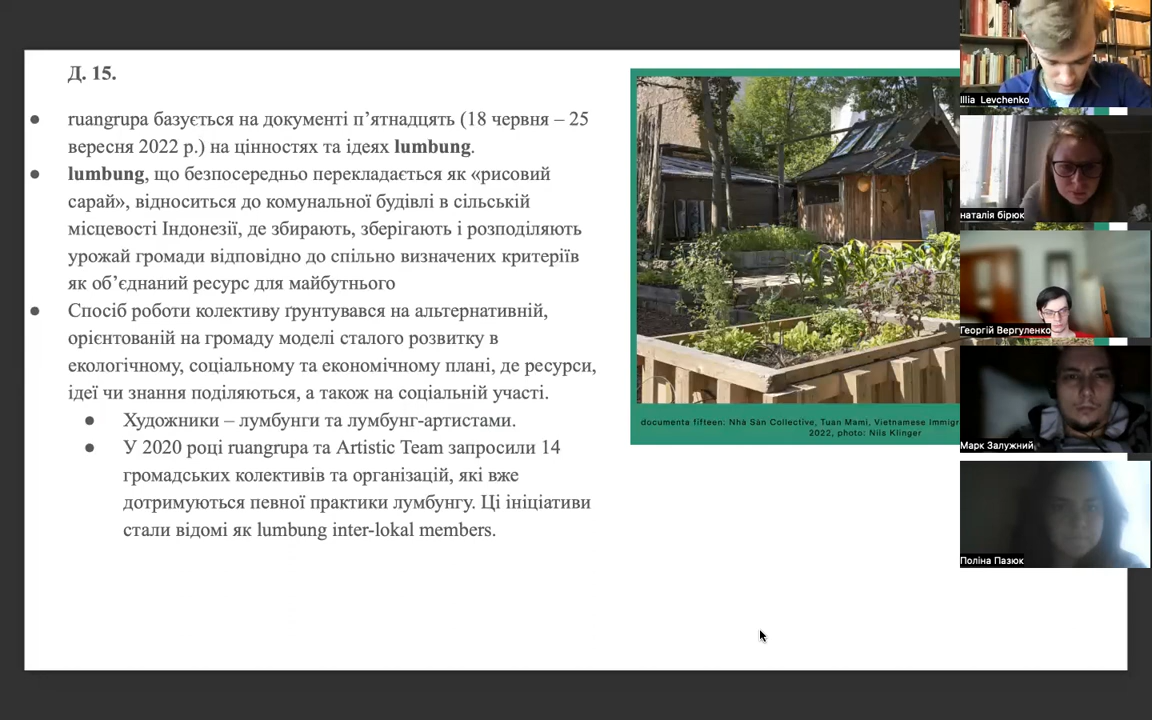 Д. 15.
ruangrupa базується на документі п’ятнадцять (18 червня – 25
вересня 2022 р.) на цінностях та ідеях lumbung.
lumbung, що безпосередньо перекладається як «рисовий
сарай», відноситься до комунальної будівлі в сільській
місцевості Індонезії, де збирають, зберігають і розподіляють
урожай громади відповідно до спільно визначених критеріїв
як об’єднаний ресурс для майбутнього
Спосіб роботи колективу ґрунтувався на альтернативній,
орієнтованій на громаду моделі сталого розвитку в
екологічному, соціальному та економічному плані, де ресурси,
ідеї чи знання поділяються, а також на соціальній участі.
Художники – лумбунги та лумбунг-артистами.
У 2020 році ruangrupa та Artistic Team запросили 14
громадських колективів та організацій, які вже
дотримуються певної практики лумбунгу. Ці ініціативи
стали відомі як lumbung inter-lokal members.
documenta fifteen: Nhà Sàn Collective, Tuan Mami, Vietnamese Immigr
2022, photo: Nils Klinger
Illia Levchenko
наталія бірюк
Георгій Вергуленко
Марк Залужний
Поліна Пазюк